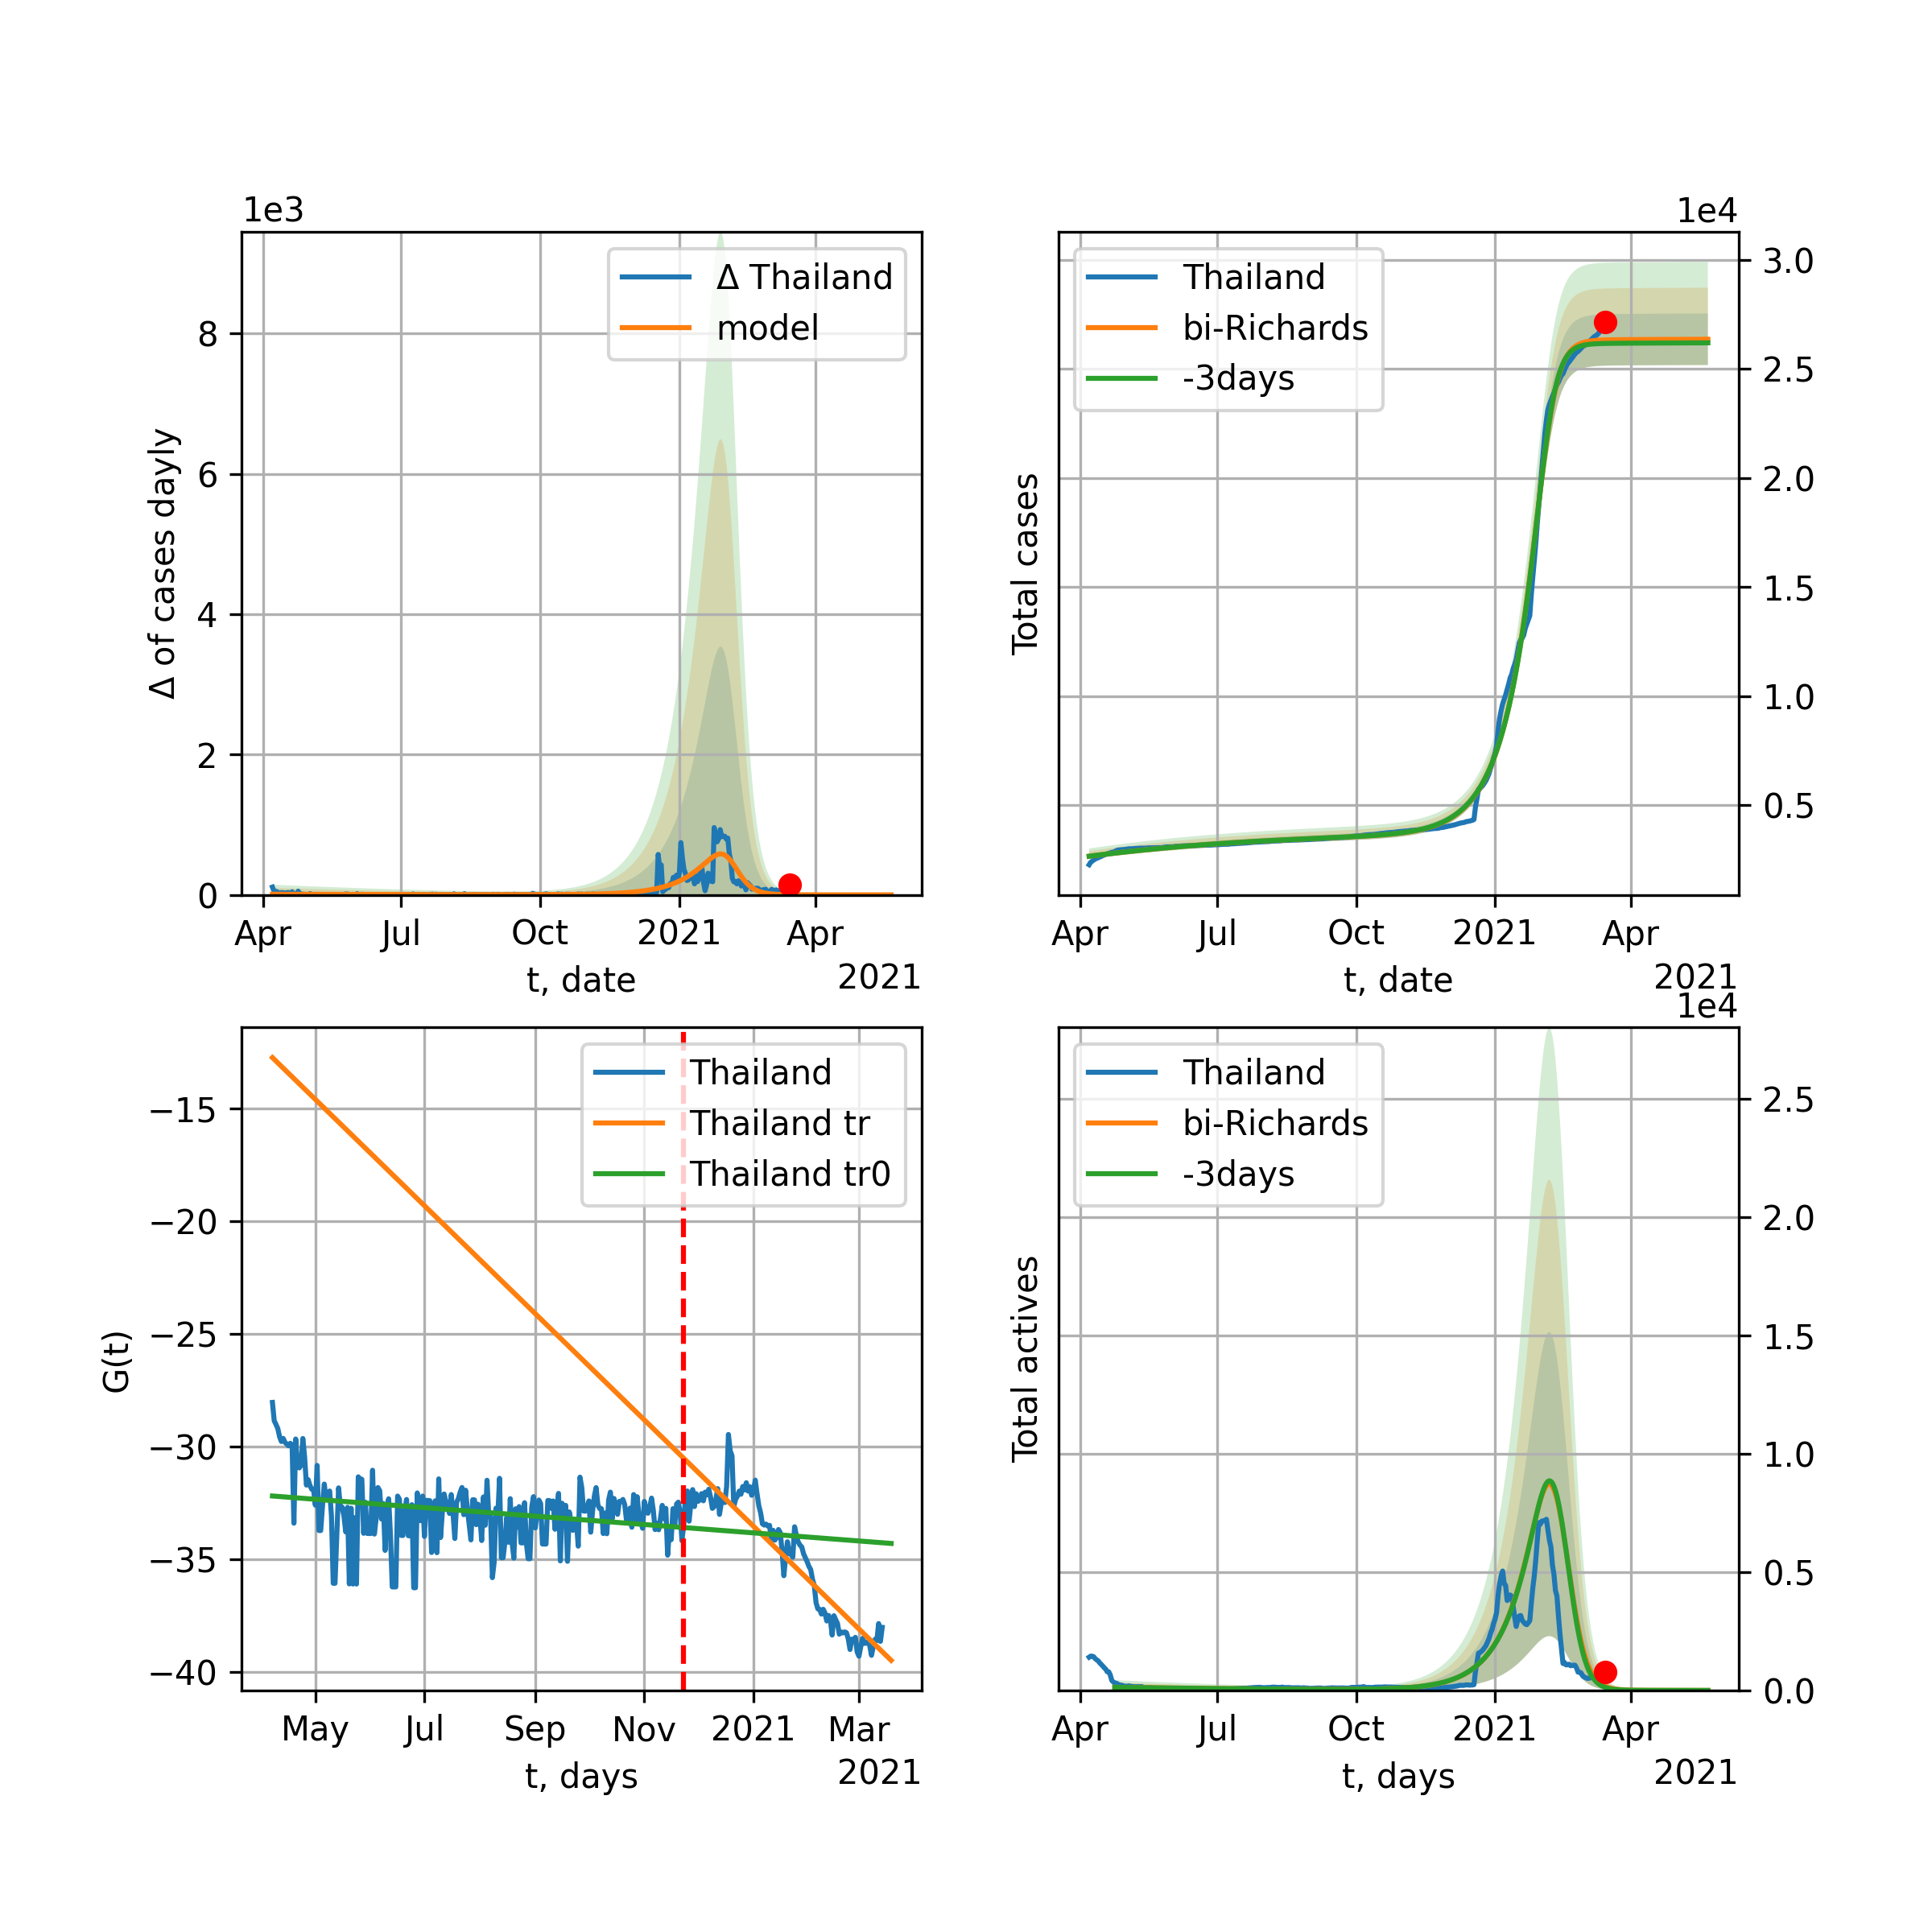 1e3
Δ Thailand
model
8
6
4
2
0
Δ of cases dayly
Apr
Jul
Oct
2021
Apr
t, date
2021
1e4
Thailand
bi-Richards
-3days
3.0
2.5
2.0
1.5
1.0
0.5
Total cases
Apr
Jul
Oct
2021
Apr
t, date
2021
Thailand
Thailand tr
Thailand tr0
−15
−20
−25
−30
−35
−40
G(t)
May
Jul
Sep
Nov
2021
Mar
t, days
2021
1e4
Thailand
bi-Richards
-3days
2.5
2.0
1.5
1.0
0.5
0.0
Total actives
Apr
Jul
Oct
2021
Apr
t, days
2021